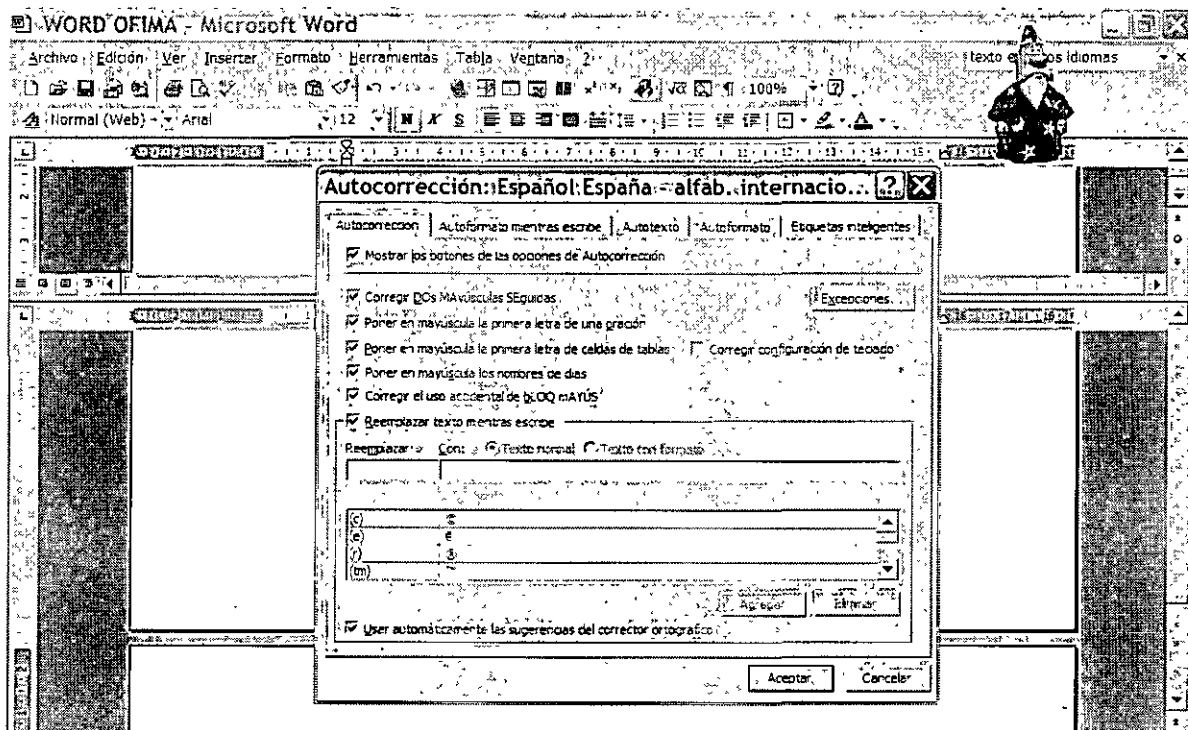 WORD OFIMA - Microsoft Word
Archivo Edición Ver Insertar Formato Herramientas Tabla Ventana ?
idiomas
100%
Normal (Web) Arial 12 N K S
Autocorrección: Español España - alfab. internacio...
Autocorrección Autoformato mientras escribe Autotexto Autoformato Etiquetas inteligentes
Mostrar los botones de las opciones de Autocorrección
Corregir DOs MAyúsculas SEguidas Excepciones...
Poner en mayúscula la primera letra de una oración
Poner en mayúscula la primera letra de celdas de tablas Corregir configuración de teclado
Poner en mayúscula los nombres de días
Corregir el uso accidental de bLOQ mAYÚS
Reemplazar texto mientras escribe
Reemplazar: Con: Texto normal Texto con formato
(c)
(e)
(r)
(tm)
Agregar Eliminar
Usar automáticamente las sugerencias del corrector ortográfico
Aceptar Cancelar